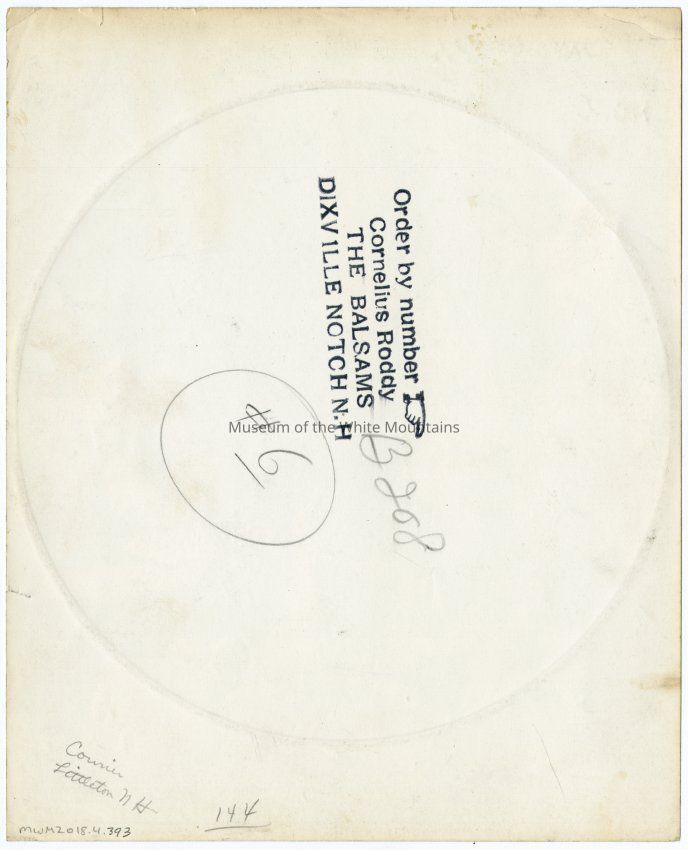 Order by number
Cornelius Roddy
THE BALSAMS
DIXVILLE NOTCH N.H
B 208
# 6
Museum of the White Mountains
Courier
Littleton N H
144
MWM2018.4.393